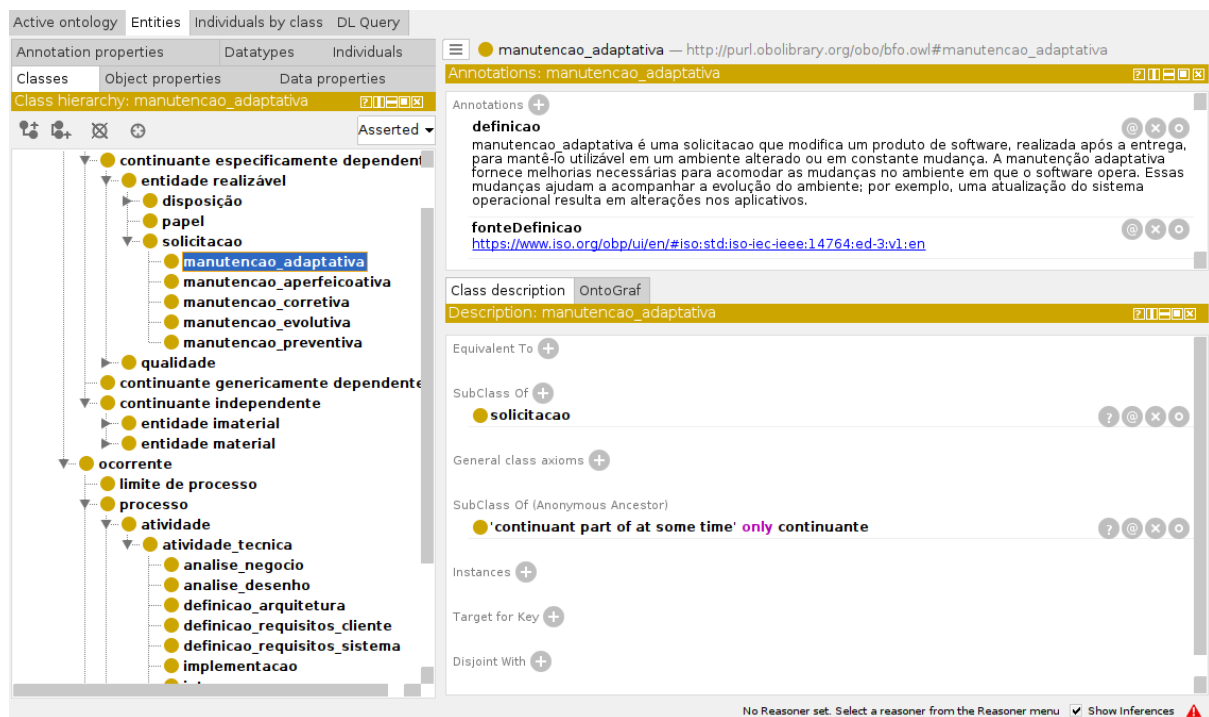 Active ontology Entities Individuals by class DL Query
Annotation properties Datatypes Individuals
Classes Object properties Data properties
Class hierarchy: manutencao_adaptativa
Asserted
continuante especificamente dependent
entidade realizável
disposição
papel
solicitacao
manutencao_adaptativa
manutencao_aperfeicoativa
manutencao_corretiva
manutencao_evolutiva
manutencao_preventiva
qualidade
continuante genericamente dependente
continuante independente
entidade imaterial
entidade material
ocorrente
limite de processo
processo
atividade
atividade_tecnica
analise_negocio
analise_desenho
definicao_arquitetura
definicao_requisitos_cliente
definicao_requisitos_sistema
implementacao
manutencao_adaptativa — http://purl.obolibrary.org/obo/bfo.owl#manutencao_adaptativa
Annotations: manutencao_adaptativa
Annotations
definicao
manutencao_adaptativa é uma solicitacao que modifica um produto de software, realizada após a entrega,
para mantê-lo utilizável em um ambiente alterado ou em constante mudança. A manutenção adaptativa
fornece melhorias necessárias para acomodar as mudanças no ambiente em que o software opera. Essas
mudanças ajudam a acompanhar a evolução do ambiente; por exemplo, uma atualização do sistema
operacional resulta em alterações nos aplicativos.
fonteDefinicao
https://www.iso.org/obp/ui/en/#iso:std:iso-iec-ieee:14764:ed-3:v1:en
Class description OntoGraf
Description: manutencao_adaptativa
Equivalent To
SubClass Of
solicitacao
General class axioms
SubClass Of (Anonymous Ancestor)
'continuant part of at some time' only continuante
Instances
Target for Key
Disjoint With
No Reasoner set. Select a reasoner from the Reasoner menu Show Inferences